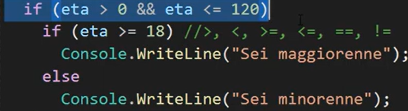 if (eta > 0 && eta <= 120)
if (eta >= 18) //>, <, >=, <=, ==, !=
Console.WriteLine("Sei maggiorenne");
else
Console.WriteLine("Sei minorenne");